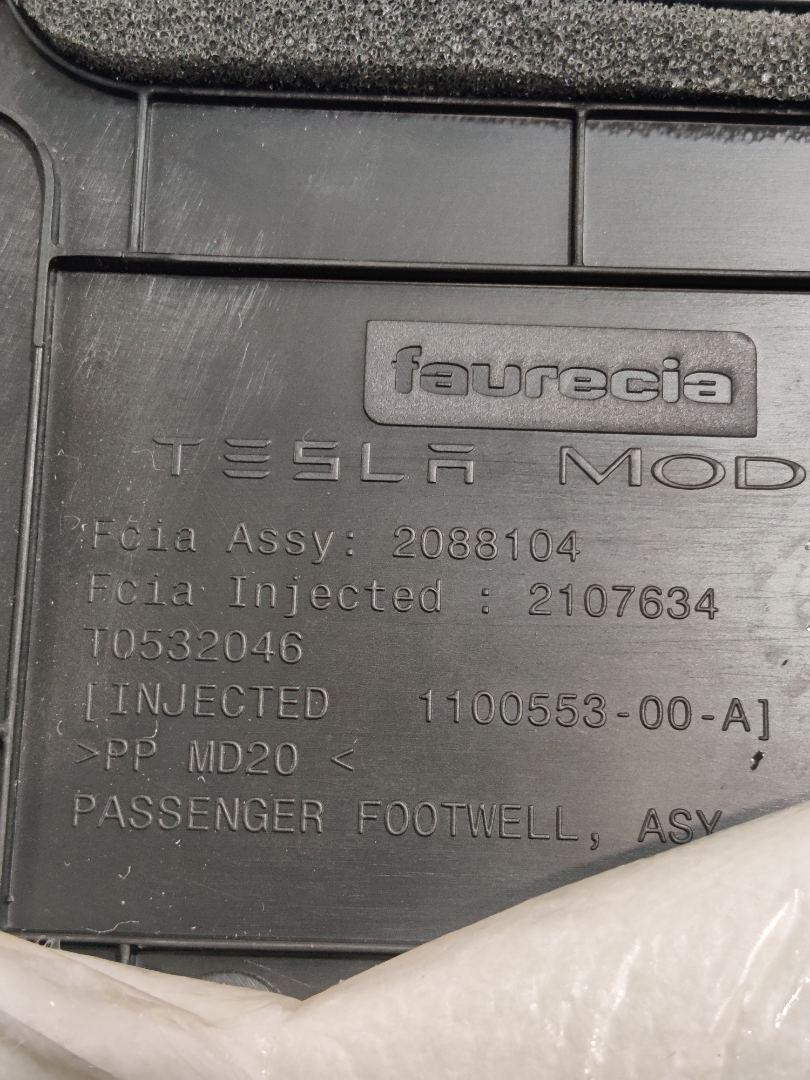 faurecia
TESLA MOD
Fcia Assy: 2088104
Fcia Injected : 2107634
T0532046
[INJECTED 1100553-00-A]
>PP MD20 <
PASSENGER FOOTWELL, ASY